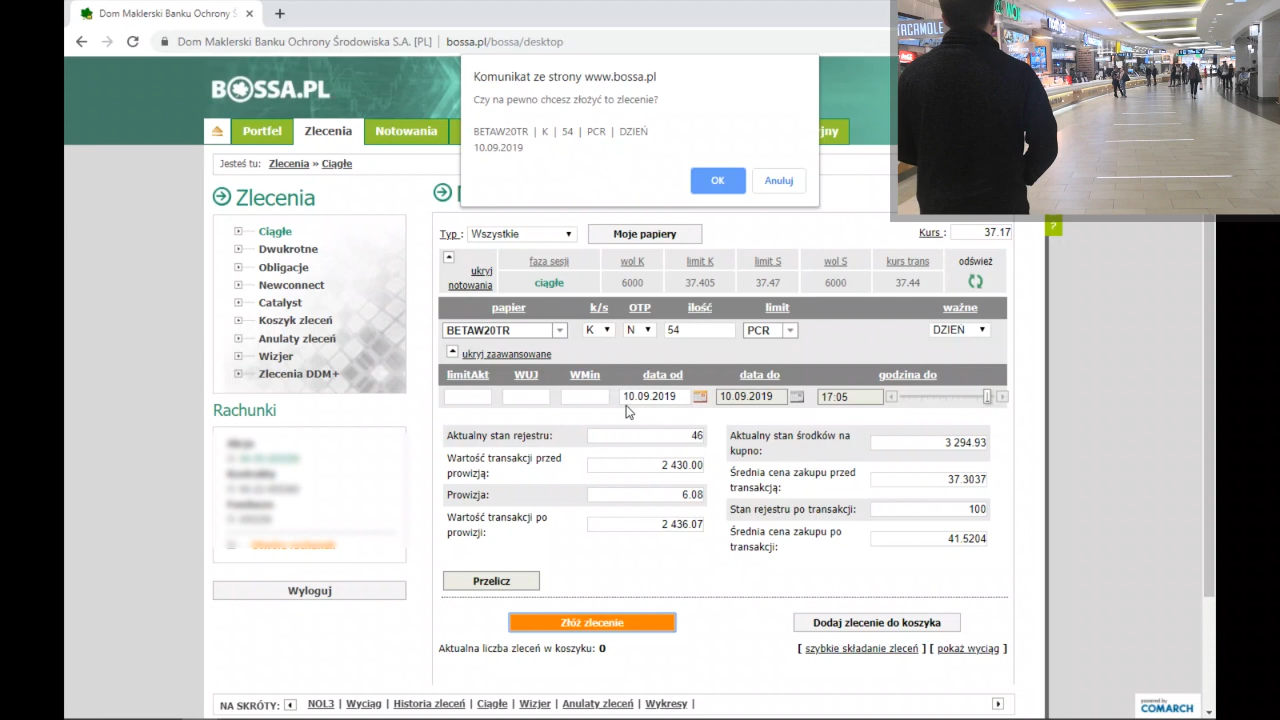 Dom Maklerski Banku Ochrony Ś
Dom Maklerski Banku Ochrony Środowiska S.A. [PL] | bossa.pl/bossa/desktop
Komunikat ze strony www.bossa.pl
Czy na pewno chcesz złożyć to zlecenie?
BETAW20TR | K | 54 | PCR | DZIEŃ
10.09.2019
OK Anuluj
BOSSA.PL
Portfel Zlecenia Notowania
Jesteś tu: Zlecenia » Ciągłe
Zlecenia
Ciągłe
Dwukrotne
Obligacje
Newconnect
Catalyst
Koszyk zleceń
Anulaty zleceń
Wizjer
Zlecenia DDM+
Rachunki
Wyloguj
Typ : Wszystkie Moje papiery Kurs : 37.17
ukryj notowania faza sesji wol K limit K limit S wol S kurs trans odśwież
ciągłe 6000 37.405 37.47 6000 37.44
papier k/s OTP ilość limit ważne
BETAW20TR K N 54 PCR DZIEŃ
ukryj zaawansowane
limitAkt WUJ WMin data od data do godzina do
10.09.2019 10.09.2019 17:05
Aktualny stan rejestru: 46
Wartość transakcji przed prowizją: 2 430.00
Prowizja: 6.08
Wartość transakcji po prowizji: 2 436.07
Aktualny stan środków na kupno: 3 294.93
Średnia cena zakupu przed transakcją: 37.3037
Stan rejestru po transakcji: 100
Średnia cena zakupu po transakcji: 41.5204
Przelicz
Złóż zlecenie Dodaj zlecenie do koszyka
Aktualna liczba zleceń w koszyku: 0 [ szybkie składanie zleceń ] [ pokaż wyciąg ]
NA SKRÓTY: NOL3 | Wyciąg | Historia zleceń | Ciągłe | Wizjer | Anulaty zleceń | Wykresy |
powered by
COMARCH